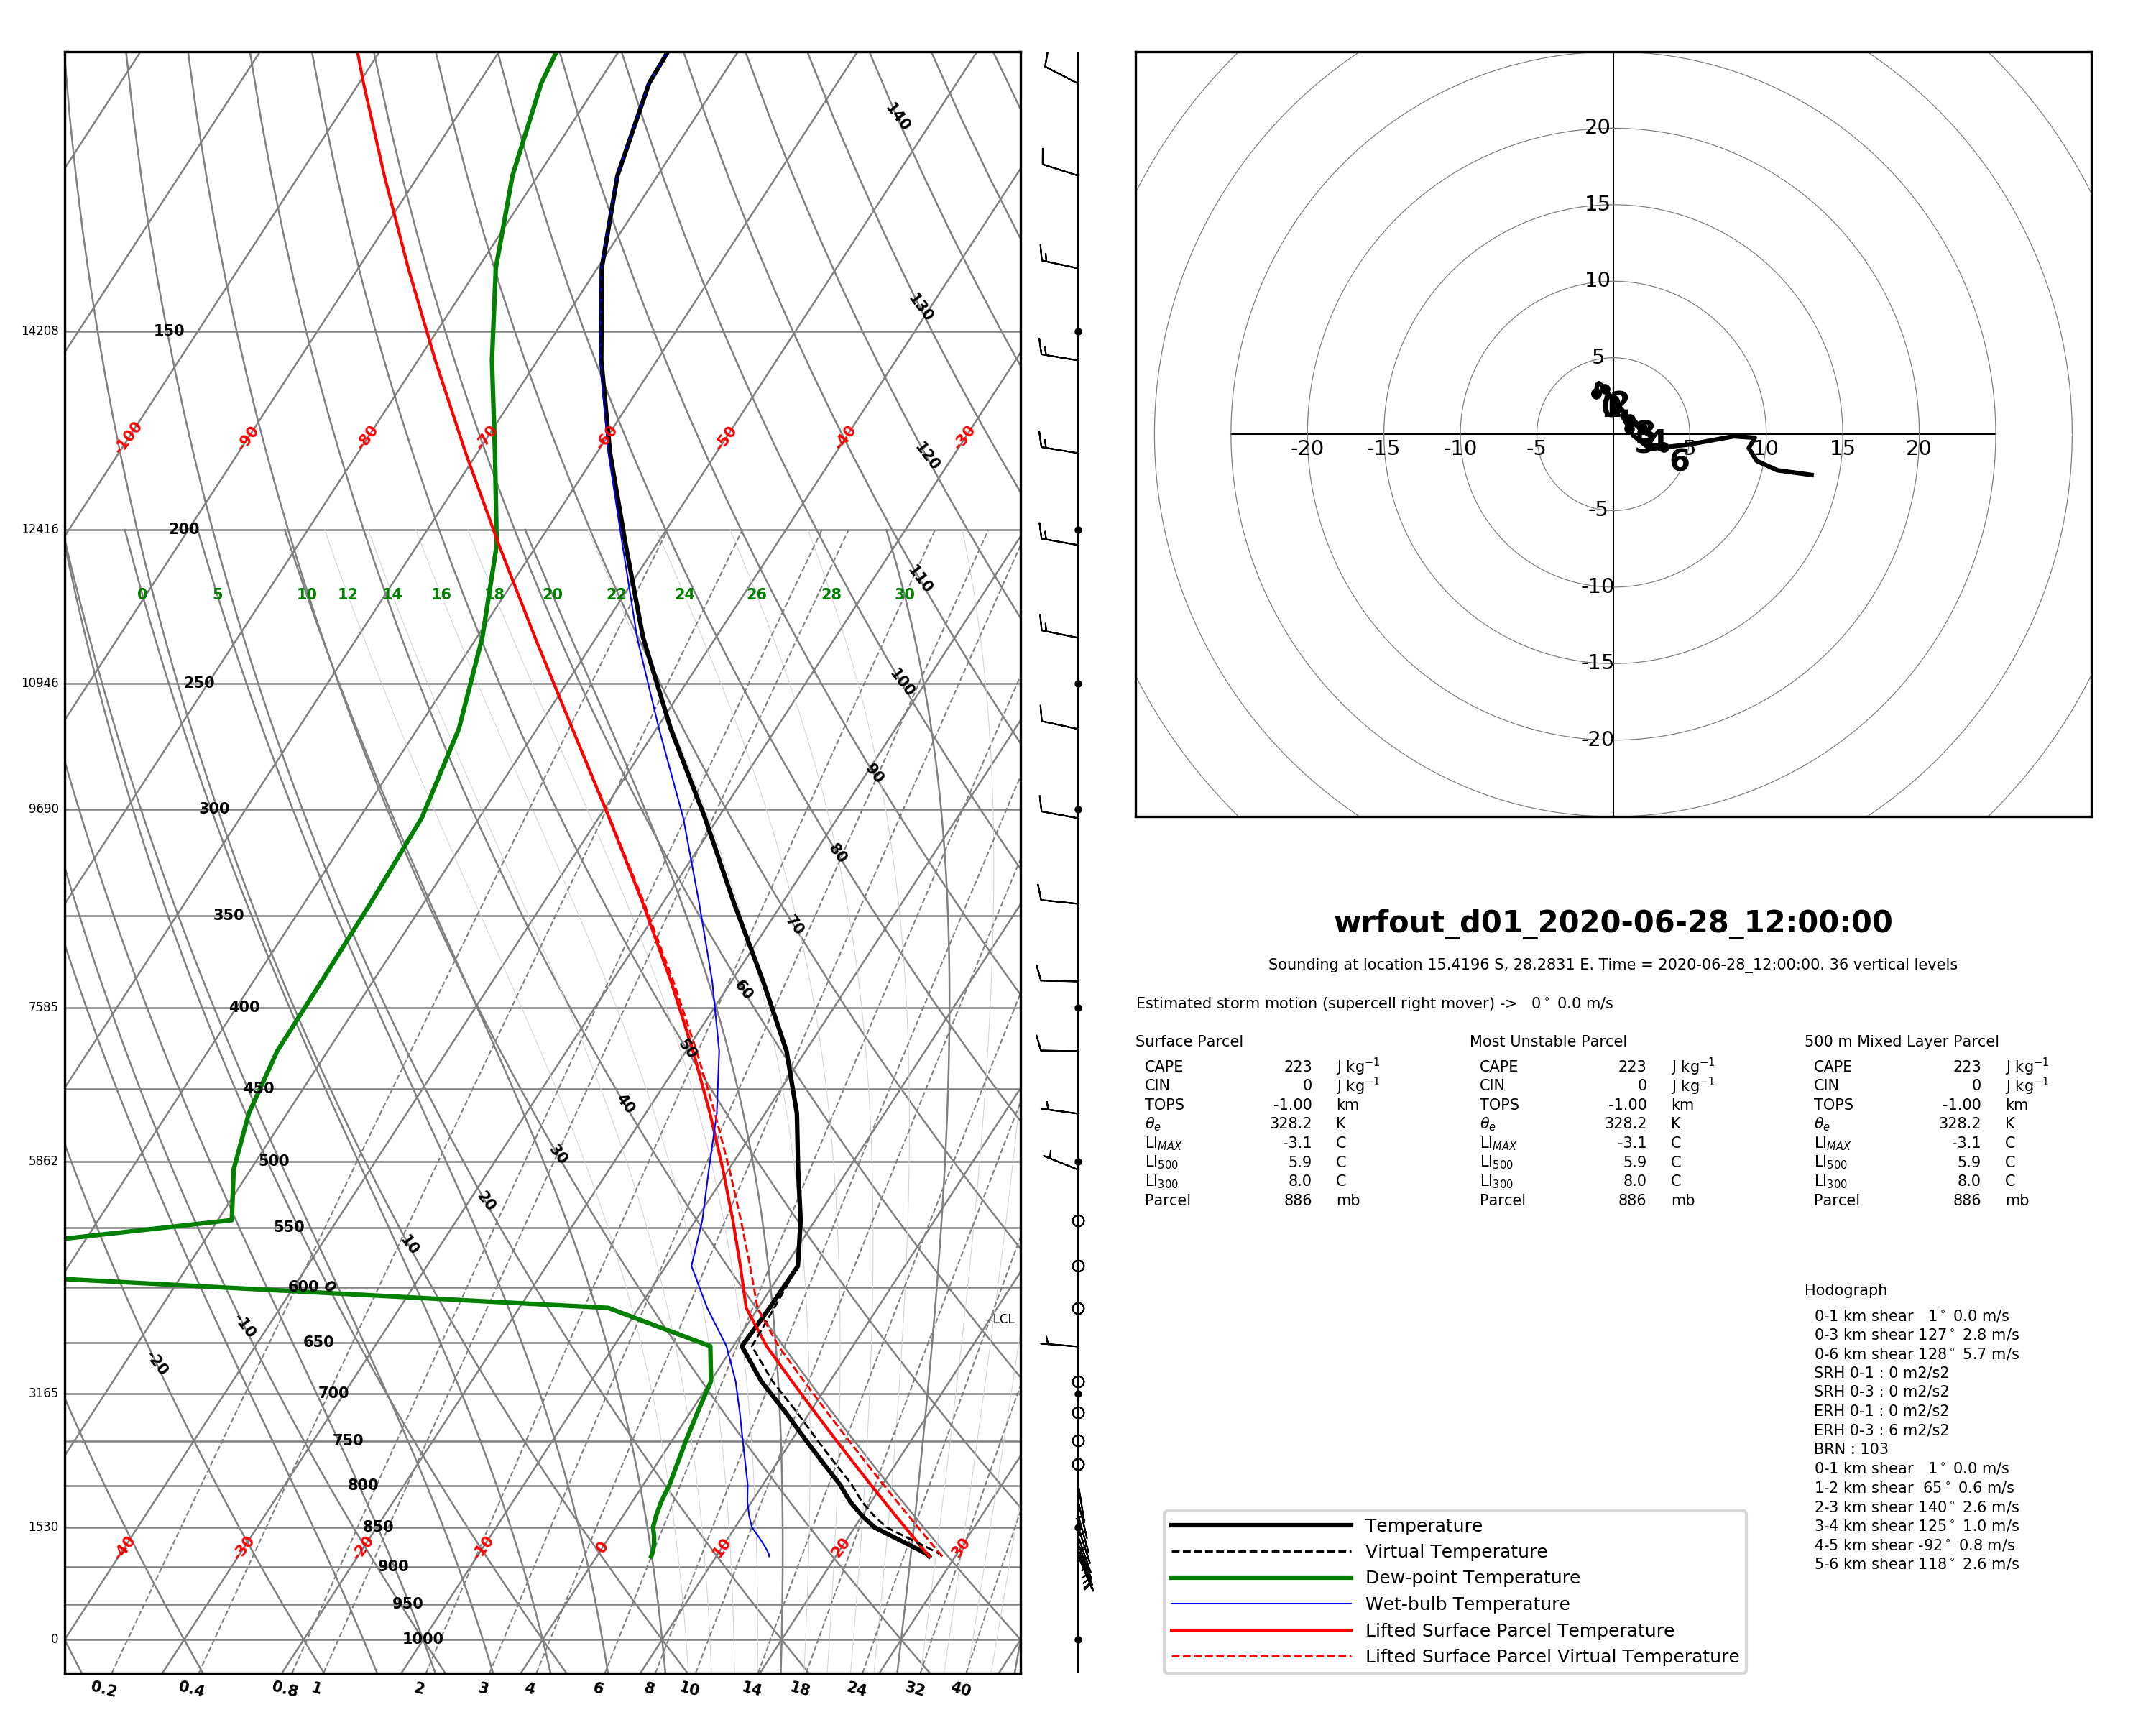 140
130
120
110
100
90
80
70
60
50
40
30
20
10
0
-10
-20
14208 150
-100 -90 -80 -70 -60 -50 -40 -30
12416 200
0 5 10 12 14 16 18 20 22 24 26 28 30
10946 250
9690 300
350
7585 400
450
5862 500
550
600
LCL
650
3165 700
750
800
1530 850
-40 -30 -20 -10 0 10 20 30
900
950
0 1000
0.2 0.4 0.8 1 2 3 4 6 8 10 14 18 24 32 40
20
15
10
5
-20 -15 -10 -5 5 10 15 20
2
3 4
6
-5
-10
-15
-20
wrfout_d01_2020-06-28_12:00:00
Sounding at location 15.4196 S, 28.2831 E. Time = 2020-06-28_12:00:00. 36 vertical levels
Estimated storm motion (supercell right mover) -> 0° 0.0 m/s
Surface Parcel
CAPE 223 J kg⁻¹
CIN 0 J kg⁻¹
TOPS -1.00 km
θe 328.2 K
LI_MAX -3.1 C
LI500 5.9 C
LI300 8.0 C
Parcel 886 mb
Most Unstable Parcel
CAPE 223 J kg⁻¹
CIN 0 J kg⁻¹
TOPS -1.00 km
θe 328.2 K
LI_MAX -3.1 C
LI500 5.9 C
LI300 8.0 C
Parcel 886 mb
500 m Mixed Layer Parcel
CAPE 223 J kg⁻¹
CIN 0 J kg⁻¹
TOPS -1.00 km
θe 328.2 K
LI_MAX -3.1 C
LI500 5.9 C
LI300 8.0 C
Parcel 886 mb
Hodograph
0-1 km shear 1° 0.0 m/s
0-3 km shear 127° 2.8 m/s
0-6 km shear 128° 5.7 m/s
SRH 0-1 : 0 m2/s2
SRH 0-3 : 0 m2/s2
ERH 0-1 : 0 m2/s2
ERH 0-3 : 6 m2/s2
BRN : 103
0-1 km shear 1° 0.0 m/s
1-2 km shear 65° 0.6 m/s
2-3 km shear 140° 2.6 m/s
3-4 km shear 125° 1.0 m/s
4-5 km shear -92° 0.8 m/s
5-6 km shear 118° 2.6 m/s
Temperature
Virtual Temperature
Dew-point Temperature
Wet-bulb Temperature
Lifted Surface Parcel Temperature
Lifted Surface Parcel Virtual Temperature